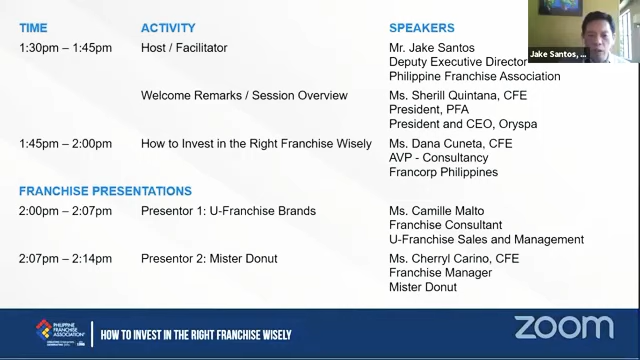 TIME ACTIVITY SPEAKERS
1:30pm – 1:45pm Host / Facilitator Mr. Jake Santos
Deputy Executive Director
Philippine Franchise Association
Welcome Remarks / Session Overview Ms. Sherill Quintana, CFE
President, PFA
President and CEO, Oryspa
1:45pm – 2:00pm How to Invest in the Right Franchise Wisely Ms. Dana Cuneta, CFE
AVP - Consultancy
Francorp Philippines
FRANCHISE PRESENTATIONS
2:00pm – 2:07pm Presentor 1: U-Franchise Brands Ms. Camille Malto
Franchise Consultant
U-Franchise Sales and Management
2:07pm – 2:14pm Presentor 2: Mister Donut Ms. Cherryl Carino, CFE
Franchise Manager
Mister Donut
Jake Santos, ...
PHILIPPINE
FRANCHISE
ASSOCIATION
HOW TO INVEST IN THE RIGHT FRANCHISE WISELY
zoom